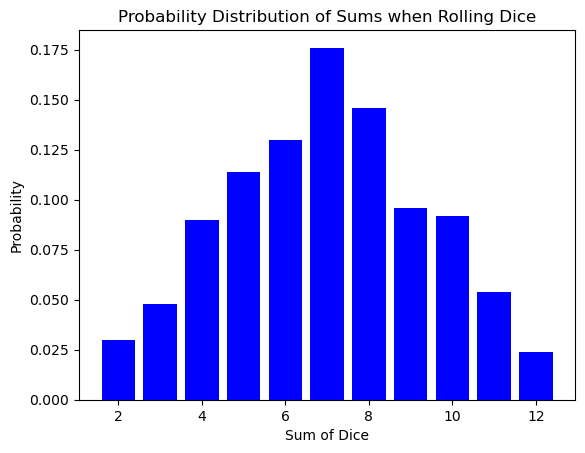 Probability Distribution of Sums when Rolling Dice
0.175
0.150
0.125
0.100
0.075
0.050
0.025
0.000
Probability
2 4 6 8 10 12
Sum of Dice